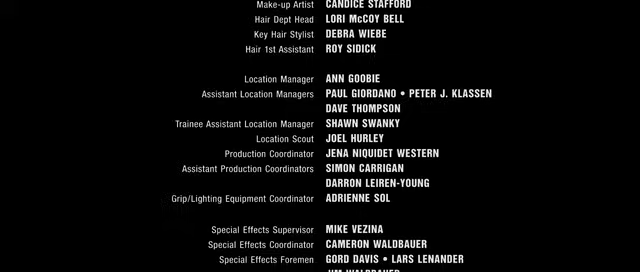 Make-up Artist CANDICE STAFFORD
Hair Dept Head LORI McCOY BELL
Key Hair Stylist DEBRA WIEBE
Hair 1st Assistant ROY SIDICK
Location Manager ANN GOOBIE
Assistant Location Managers PAUL GIORDANO • PETER J. KLASSEN
DAVE THOMPSON
Trainee Assistant Location Manager SHAWN SWANKY
Location Scout JOEL HURLEY
Production Coordinator JENA NIQUIDET WESTERN
Assistant Production Coordinators SIMON CARRIGAN
DARRON LEIREN-YOUNG
Grip/Lighting Equipment Coordinator ADRIENNE SOL
Special Effects Supervisor MIKE VEZINA
Special Effects Coordinator CAMERON WALDBAUER
Special Effects Foremen GORD DAVIS • LARS LENANDER
JIM WALDBAUER